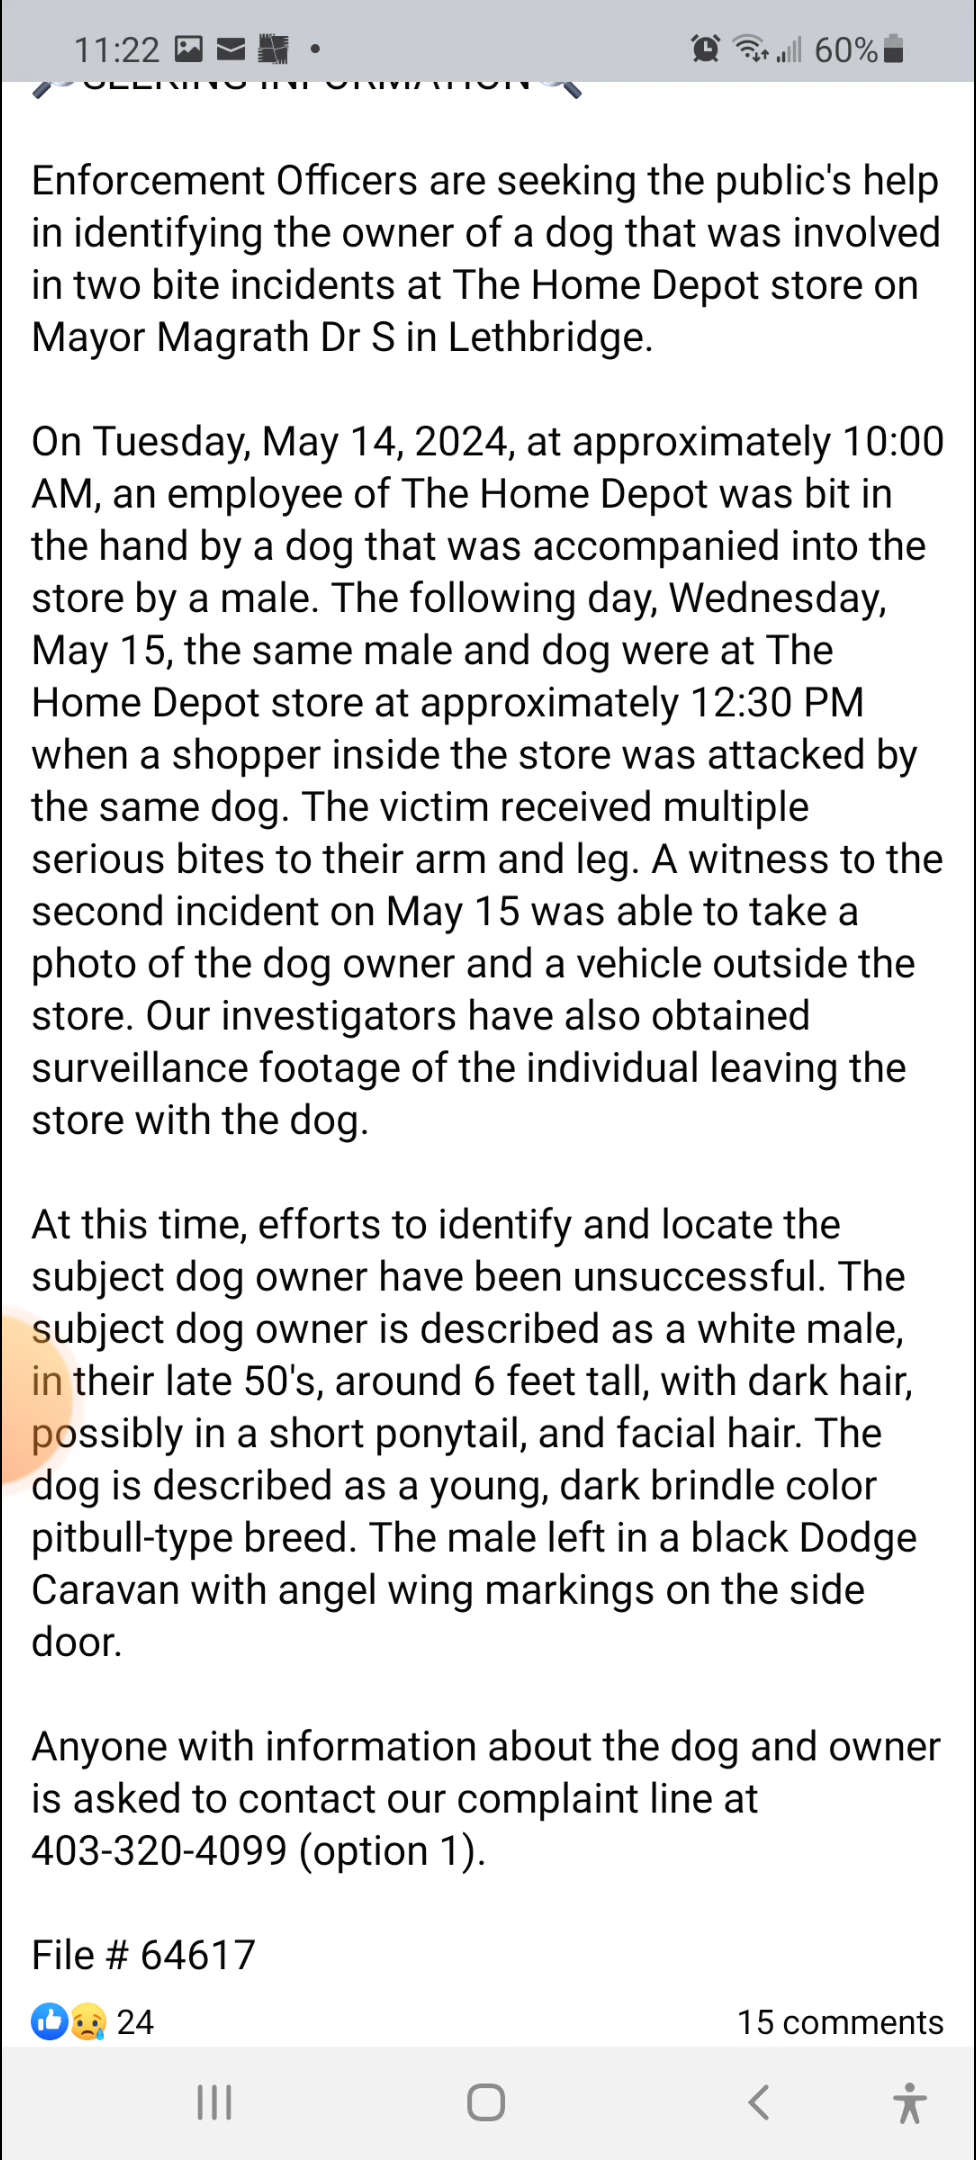 11:22
60%
SEEKING INFORMATION
Enforcement Officers are seeking the public's help
in identifying the owner of a dog that was involved
in two bite incidents at The Home Depot store on
Mayor Magrath Dr S in Lethbridge.
On Tuesday, May 14, 2024, at approximately 10:00
AM, an employee of The Home Depot was bit in
the hand by a dog that was accompanied into the
store by a male. The following day, Wednesday,
May 15, the same male and dog were at The
Home Depot store at approximately 12:30 PM
when a shopper inside the store was attacked by
the same dog. The victim received multiple
serious bites to their arm and leg. A witness to the
second incident on May 15 was able to take a
photo of the dog owner and a vehicle outside the
store. Our investigators have also obtained
surveillance footage of the individual leaving the
store with the dog.
At this time, efforts to identify and locate the
subject dog owner have been unsuccessful. The
subject dog owner is described as a white male,
in their late 50's, around 6 feet tall, with dark hair,
possibly in a short ponytail, and facial hair. The
dog is described as a young, dark brindle color
pitbull-type breed. The male left in a black Dodge
Caravan with angel wing markings on the side
door.
Anyone with information about the dog and owner
is asked to contact our complaint line at
403-320-4099 (option 1).
File # 64617
24
15 comments